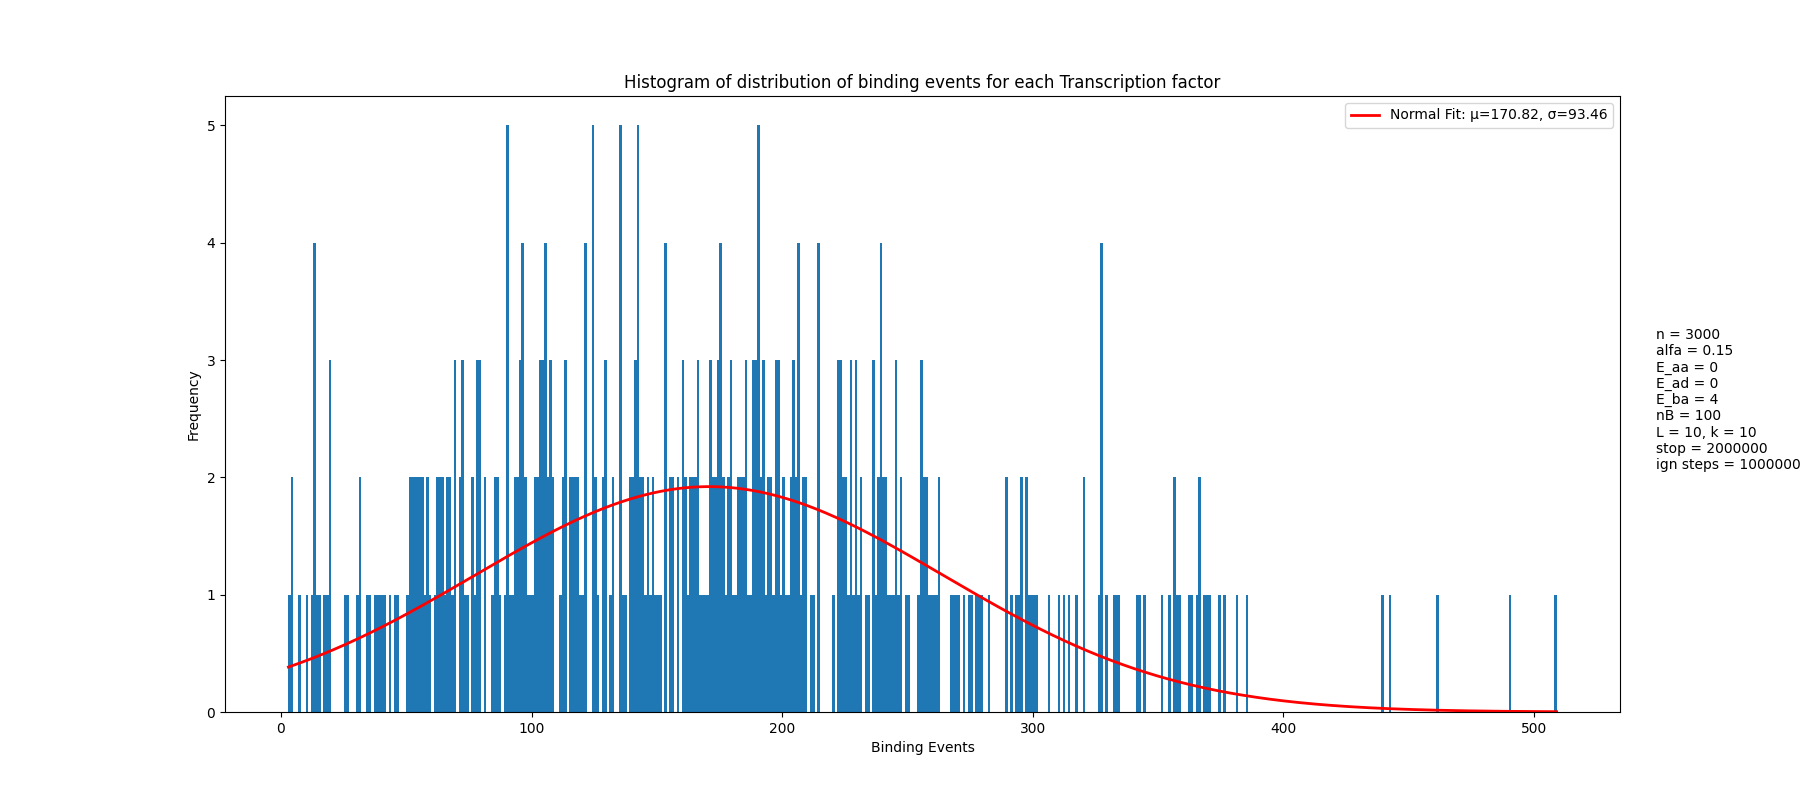 Histogram of distribution of binding events for each Transcription factor
Normal Fit: μ=170.82, σ=93.46
5
4
3
2
1
0
Frequency
0 100 200 300 400 500
Binding Events
n = 3000
alfa = 0.15
E_aa = 0
E_ad = 0
E_ba = 4
nB = 100
L = 10, k = 10
stop = 2000000
ign steps = 1000000